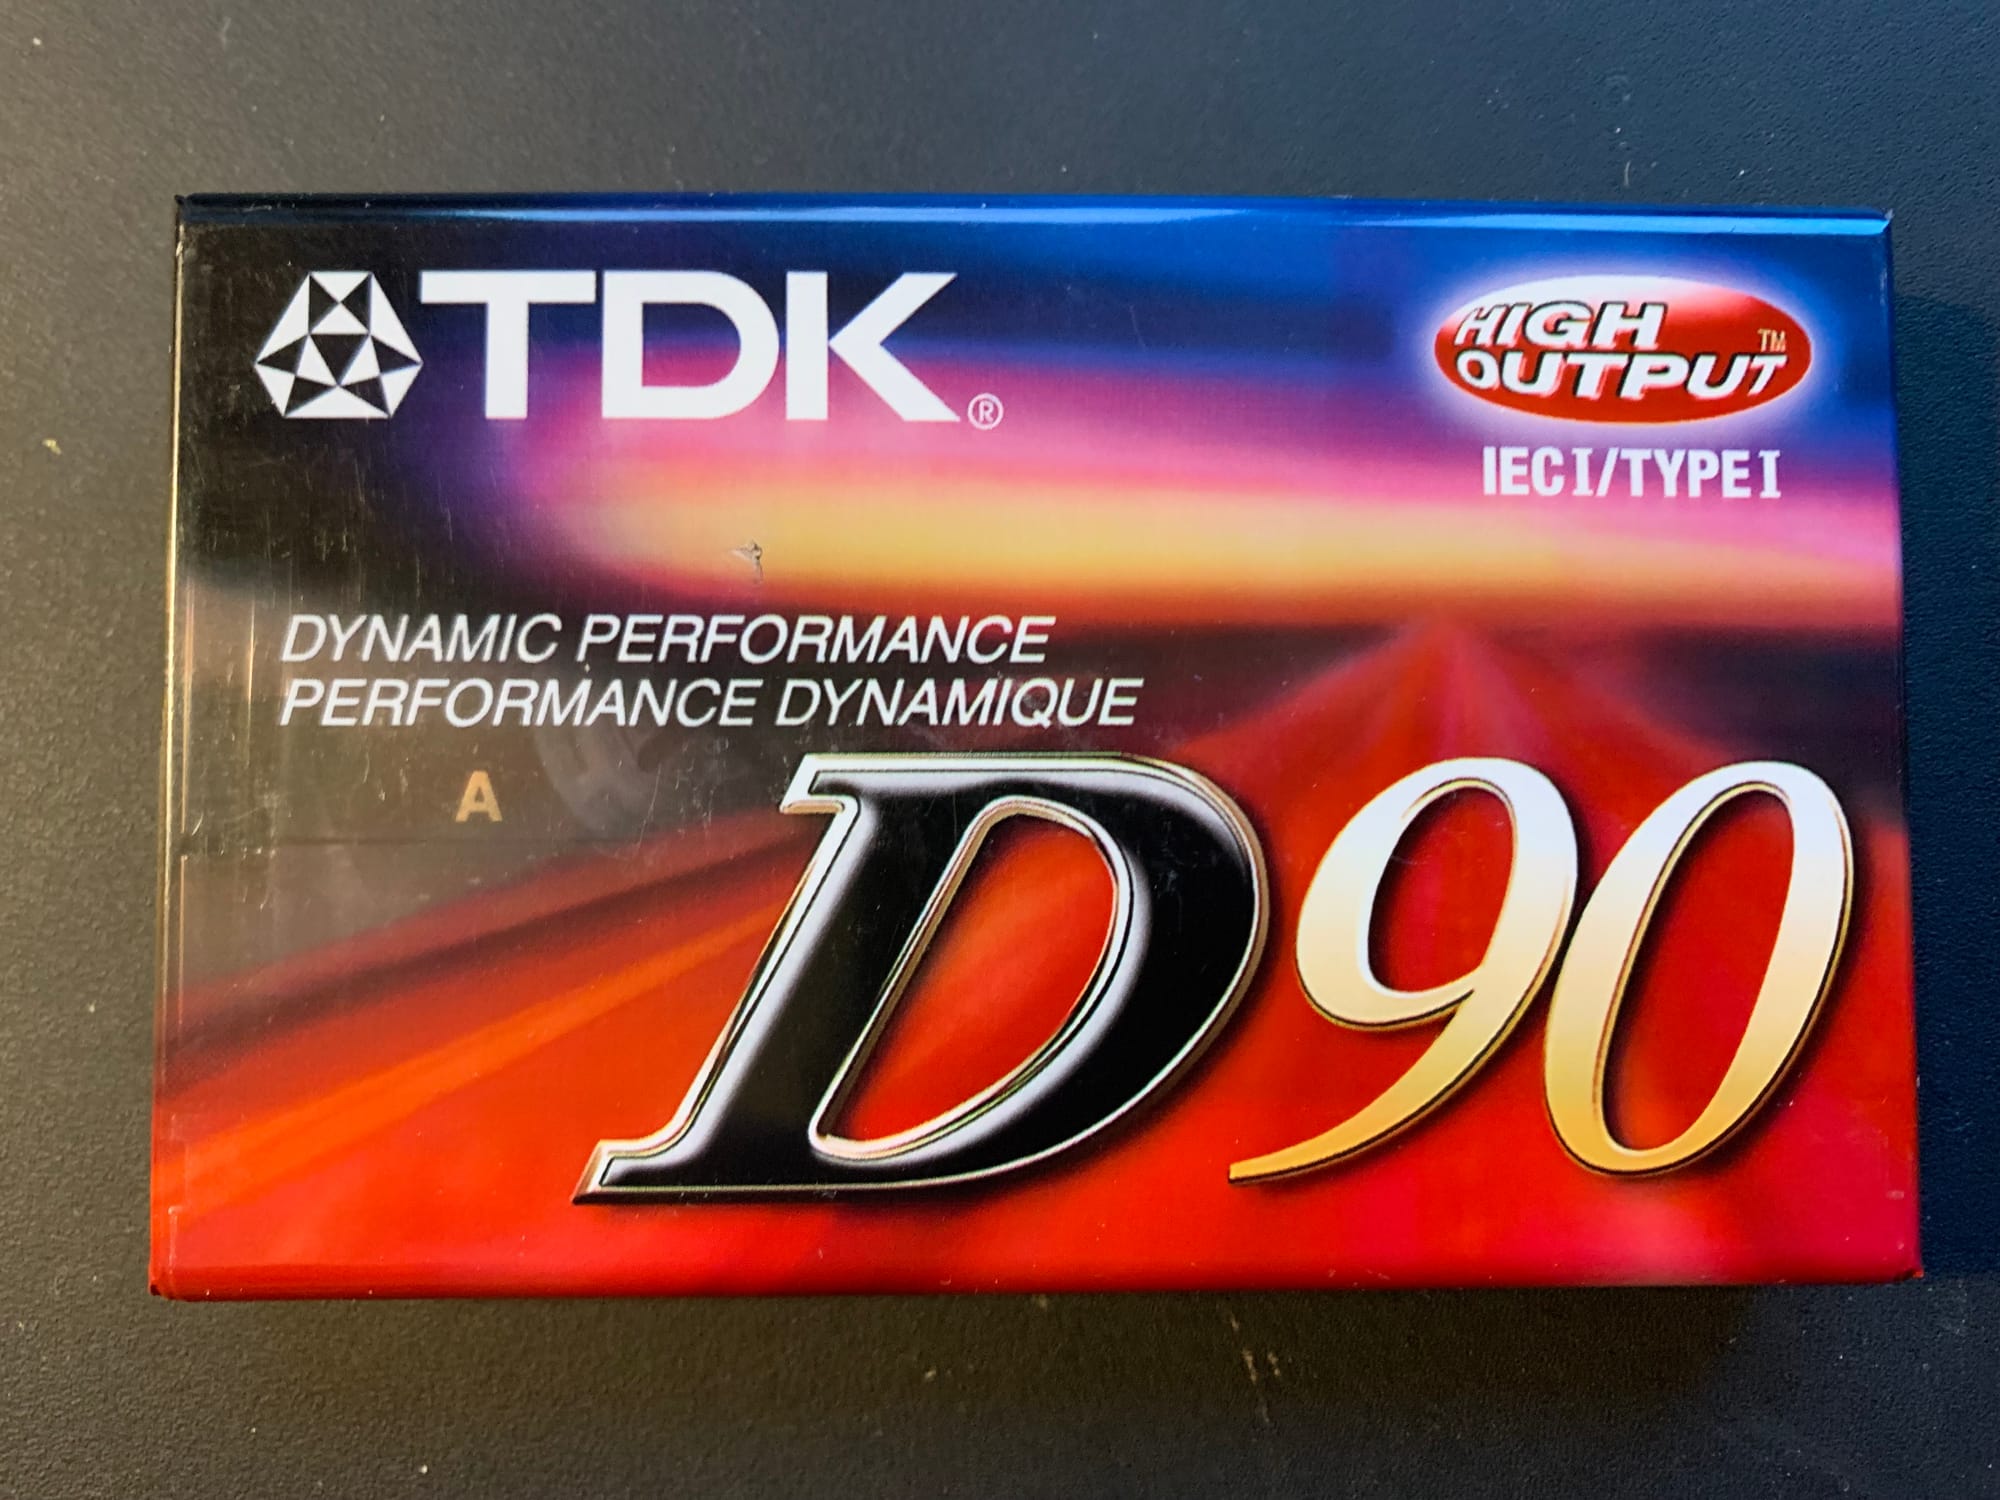 TDK®
HIGH
OUTPUT™
IEC I/TYPE I
DYNAMIC PERFORMANCE
PERFORMANCE DYNAMIQUE
A
D90